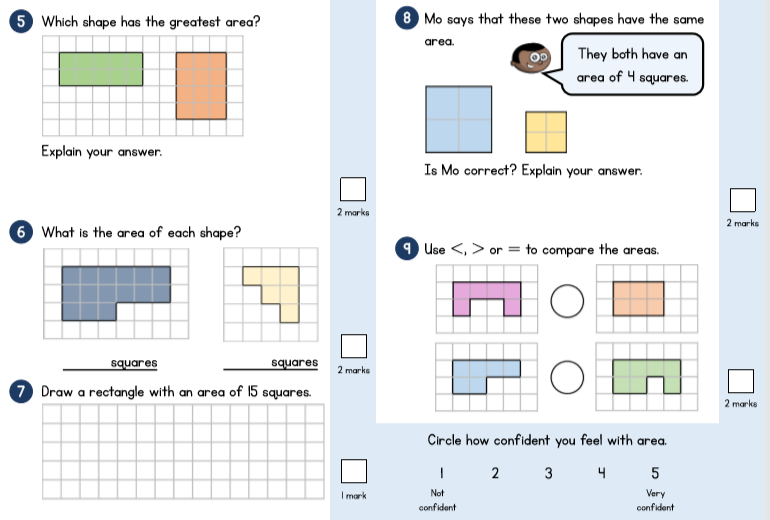 5 Which shape has the greatest area?
Explain your answer.
2 marks
6 What is the area of each shape?
squares
squares
2 marks
7 Draw a rectangle with an area of 15 squares.
1 mark
8 Mo says that these two shapes have the same
area.
They both have an
area of 4 squares.
Is Mo correct? Explain your answer.
2 marks
9 Use <, > or = to compare the areas.
2 marks
Circle how confident you feel with area.
1 2 3 4 5
Not
confident
Very
confident